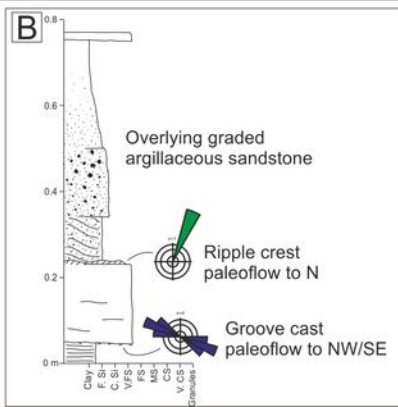 B
0.8
0.6
Overlying graded
argillaceous sandstone
0.4
Ripple crest
paleoflow to N
0.2
Groove cast
paleoflow to NW/SE
0 m
Clay
F. Si
C. Si
V.FS
FS
MS
CS
V. CS
Granules